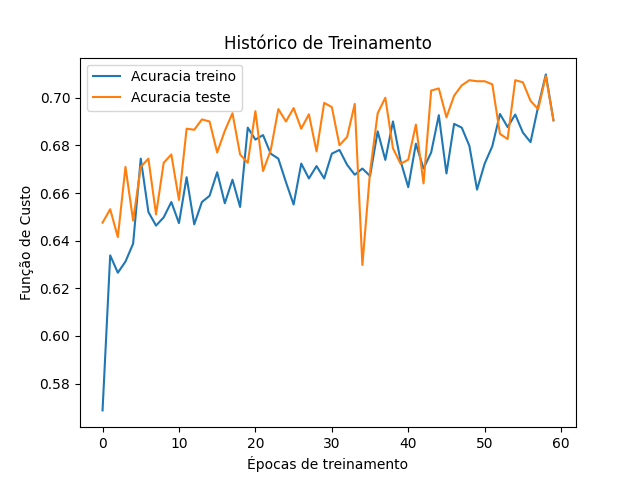 Histórico de Treinamento
Acuracia treino
Acuracia teste
Função de Custo
0.70
0.68
0.66
0.64
0.62
0.60
0.58
0 10 20 30 40 50 60
Épocas de treinamento